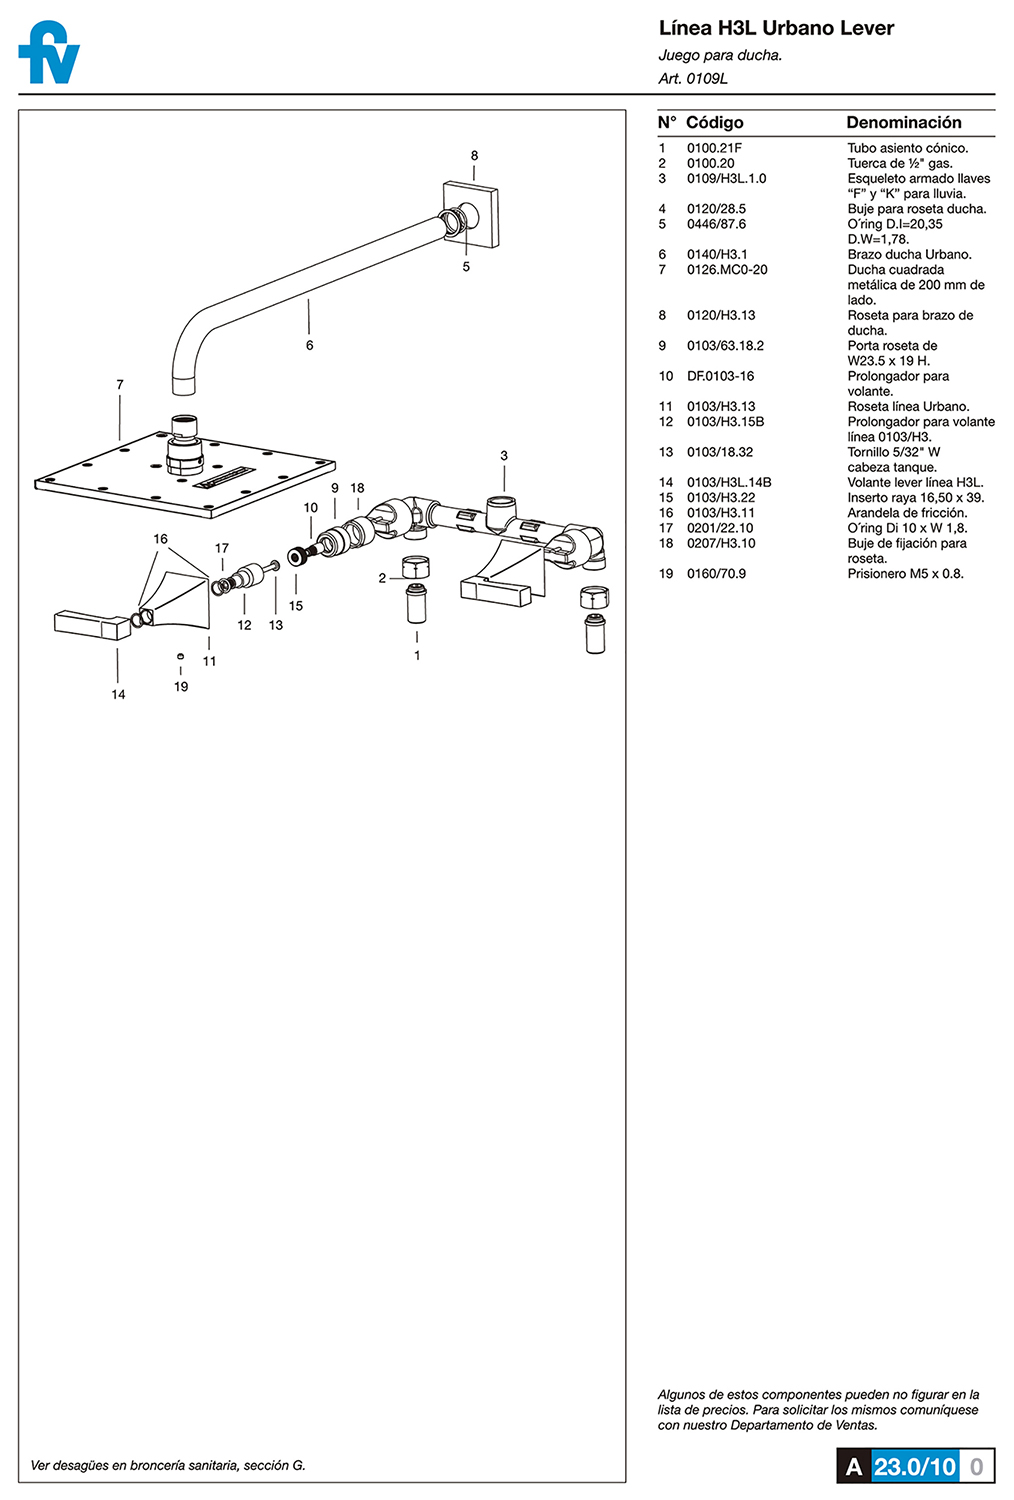 fv
Línea H3L Urbano Lever
Juego para ducha.
Art. 0109L
N° Código Denominación
1 0100.21F Tubo asiento cónico.
2 0100.20 Tuerca de ½" gas.
3 0109/H3L.1.0 Esqueleto armado llaves
“F” y “K” para lluvia.
4 0120/28.5 Buje para roseta ducha.
5 0446/87.6 O´ring D.I=20,35
D.W=1,78.
6 0140/H3.1 Brazo ducha Urbano.
7 0126.MC0-20 Ducha cuadrada
metálica de 200 mm de
lado.
8 0120/H3.13 Roseta para brazo de
ducha.
9 0103/63.18.2 Porta roseta de
W23.5 x 19 H.
10 DF.0103-16 Prolongador para
volante.
11 0103/H3.13 Roseta línea Urbano.
12 0103/H3.15B Prolongador para volante
línea 0103/H3.
13 0103/18.32 Tornillo 5/32" W
cabeza tanque.
14 0103/H3L.14B Volante lever línea H3L.
15 0103/H3.22 Inserto raya 16,50 x 39.
16 0103/H3.11 Arandela de fricción.
17 0201/22.10 O´ring Di 10 x W 1,8.
18 0207/H3.10 Buje de fijación para
roseta.
19 0160/70.9 Prisionero M5 x 0.8.
8
5
6
7
3
9 18
10
16
17
2
15
12 13
1
11
19
14
Algunos de estos componentes pueden no figurar en la
lista de precios. Para solicitar los mismos comuníquese
con nuestro Departamento de Ventas.
Ver desagües en broncería sanitaria, sección G.
A 23.0/10 0